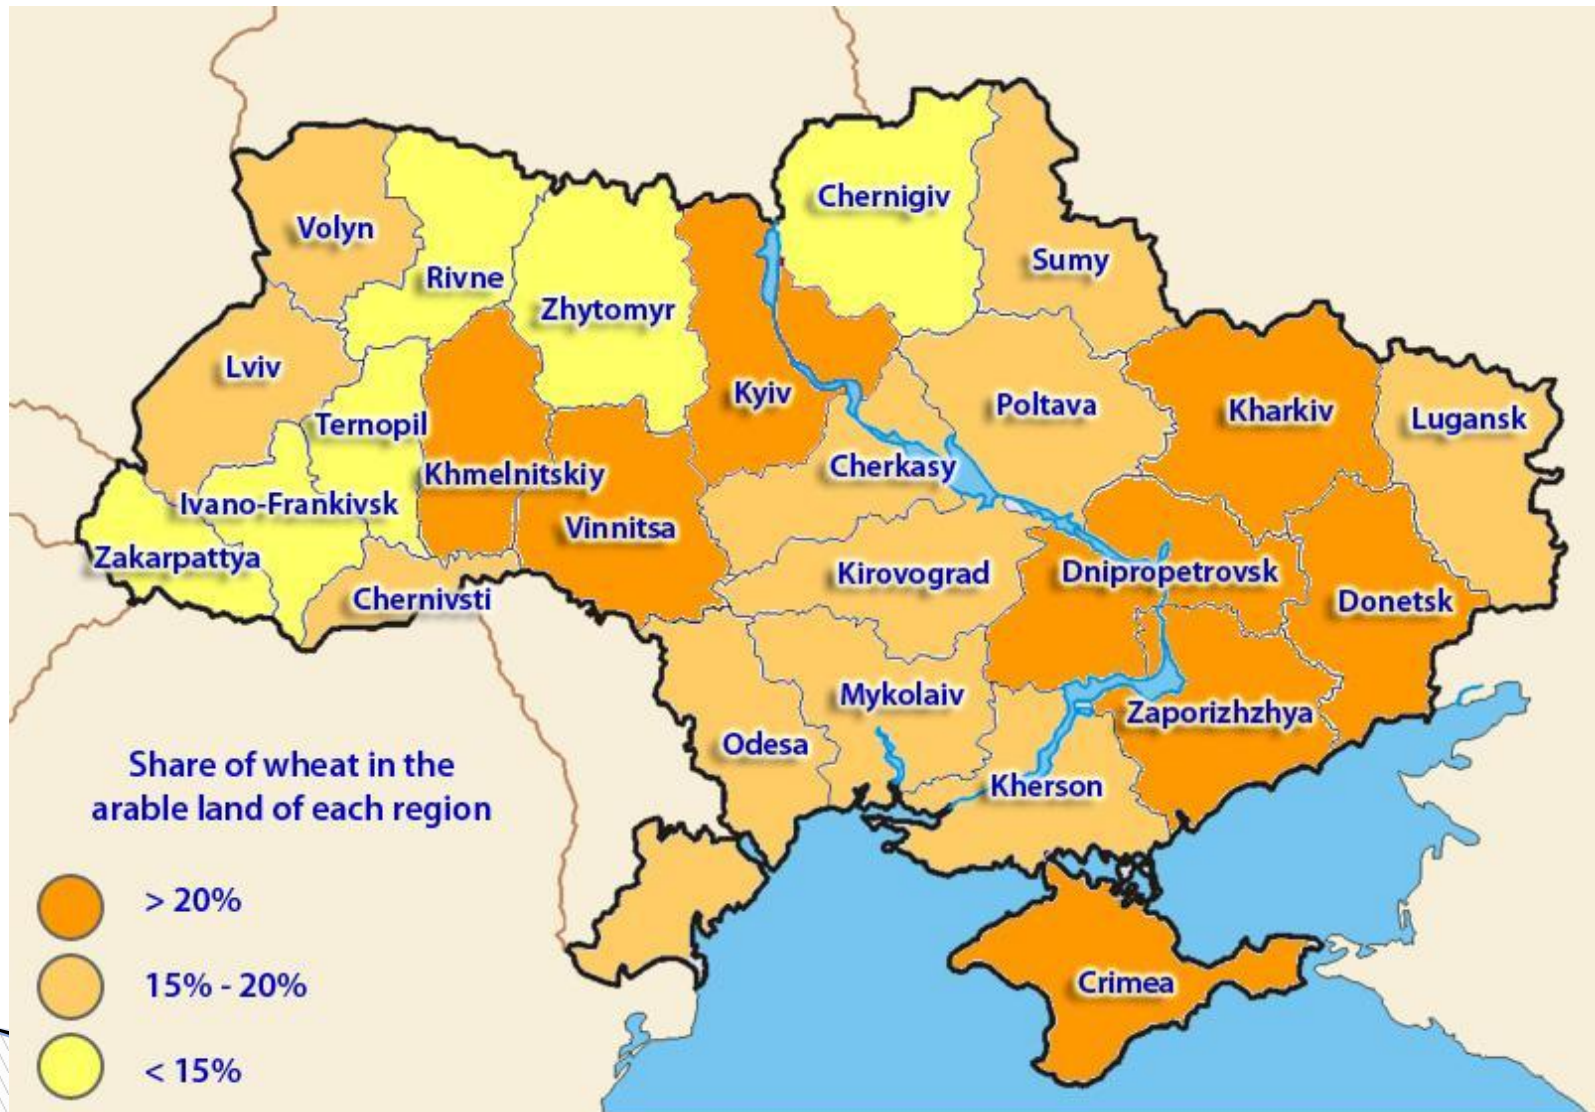 Chernigiv
Volyn
Sumy
Rivne
Zhytomyr
Lviv
Kyiv
Poltava
Kharkiv
Lugansk
Ternopil
Cherkasy
Khmelnitskiy
Ivano-Frankivsk
Vinnitsa
Zakarpattya
Kirovograd
Dnipropetrovsk
Chernivsti
Donetsk
Mykolaiv
Zaporizhzhya
Odesa
Kherson
Crimea
Share of wheat in the
arable land of each region
> 20%
15% - 20%
< 15%